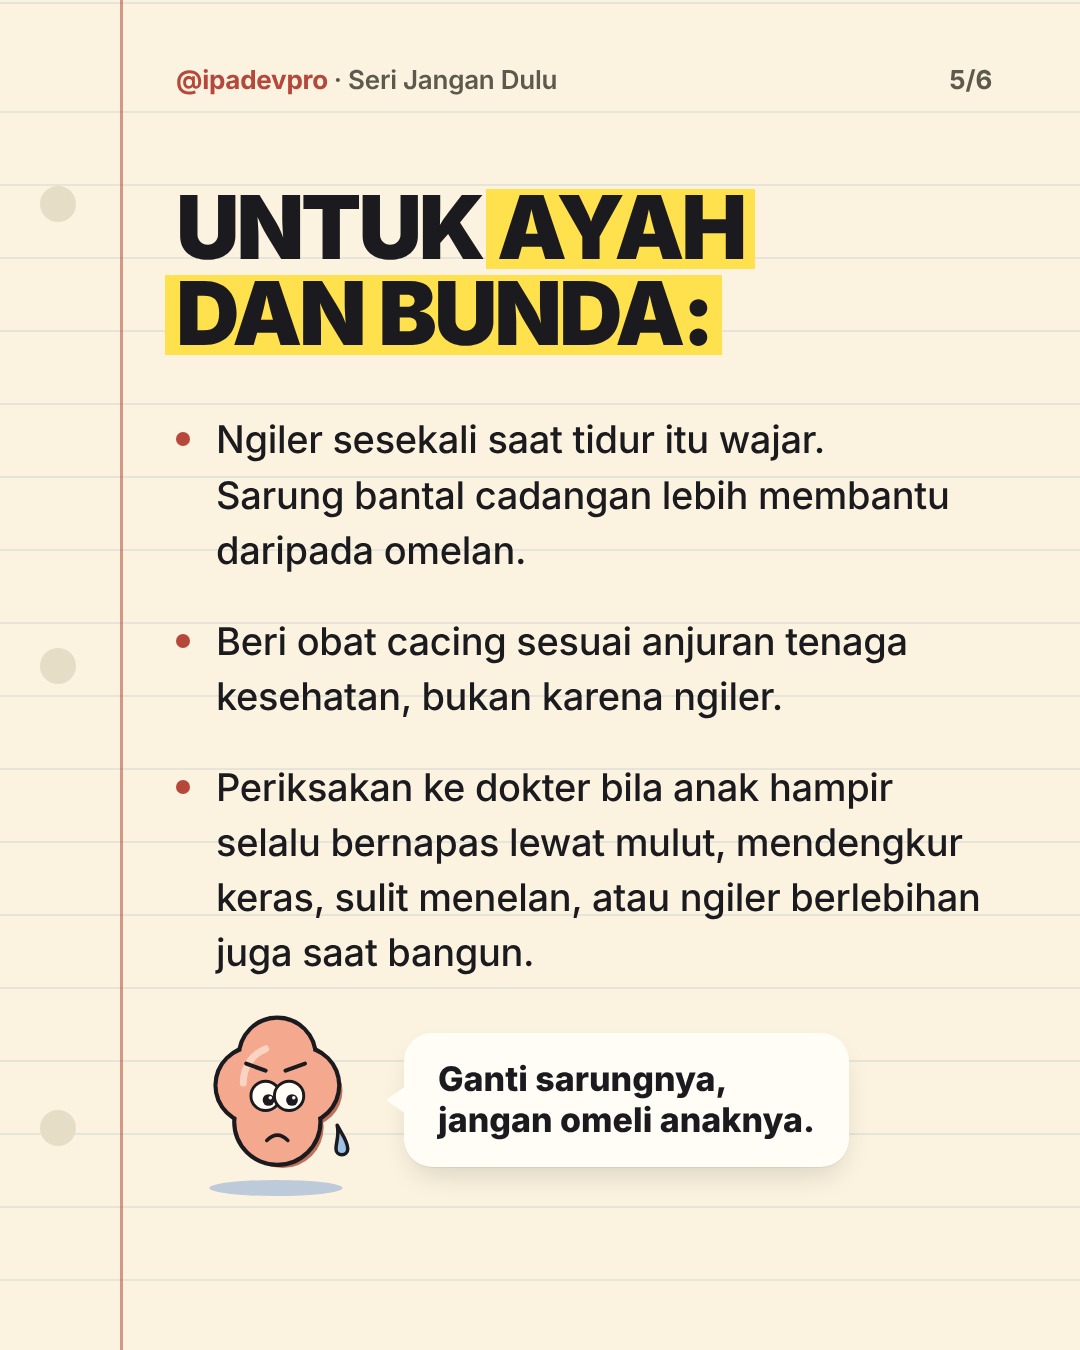 @ipadevpro · Seri Jangan Dulu
5/6
UNTUK AYAH
DAN BUNDA:
• Ngiler sesekali saat tidur itu wajar.
Sarung bantal cadangan lebih membantu
daripada omelan.
• Beri obat cacing sesuai anjuran tenaga
kesehatan, bukan karena ngiler.
• Periksakan ke dokter bila anak hampir
selalu bernapas lewat mulut, mendengkur
keras, sulit menelan, atau ngiler berlebihan
juga saat bangun.
Ganti sarungnya,
jangan omeli anaknya.